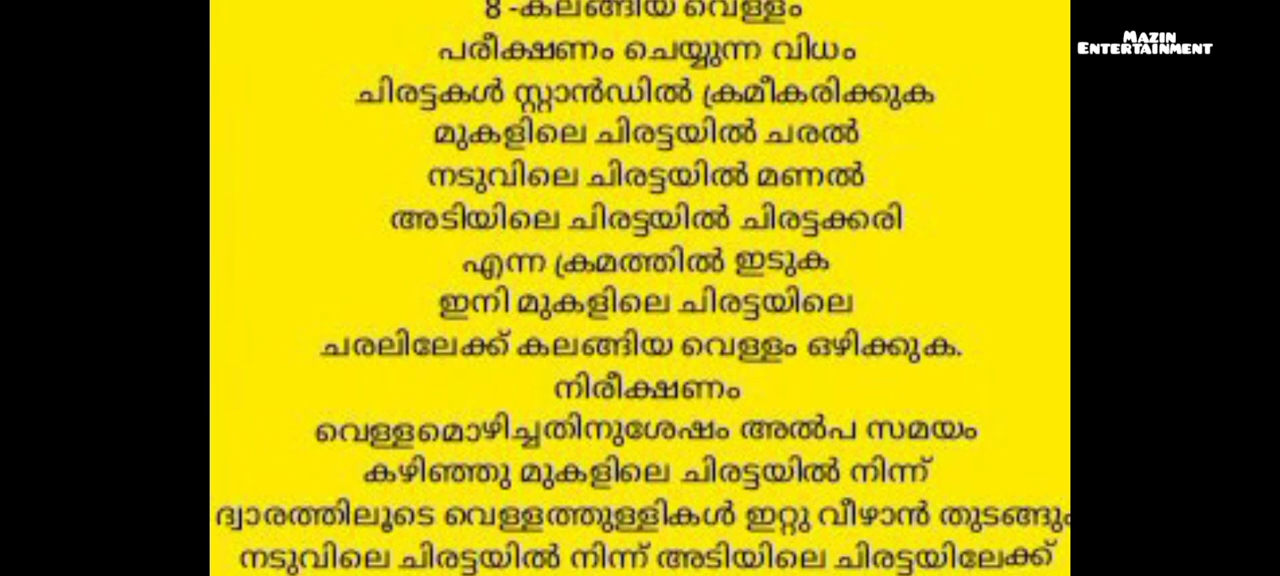 8 -കലങ്ങിയ വെള്ളം
MAZIN
ENTERTAINMENT
പരീക്ഷണം ചെയ്യുന്ന വിധം
ചിരട്ടകൾ സ്റ്റാൻഡിൽ ക്രമീകരിക്കുക
മുകളിലെ ചിരട്ടയിൽ ചരൽ
നടുവിലെ ചിരട്ടയിൽ മണൽ
അടിയിലെ ചിരട്ടയിൽ ചിരട്ടക്കരി
എന്ന ക്രമത്തിൽ ഇടുക
ഇനി മുകളിലെ ചിരട്ടയിലെ
ചരലിലേക്ക് കലങ്ങിയ വെള്ളം ഒഴിക്കുക.
നിരീക്ഷണം
വെള്ളമൊഴിച്ചതിനുശേഷം അൽപ സമയം
കഴിഞ്ഞു മുകളിലെ ചിരട്ടയിൽ നിന്ന്
ദ്വാരത്തിലൂടെ വെള്ളത്തുള്ളികൾ ഇറ്റു വീഴാൻ തുടങ്ങും
നടുവിലെ ചിരട്ടയിൽ നിന്ന് അടിയിലെ ചിരട്ടയിലേക്ക്